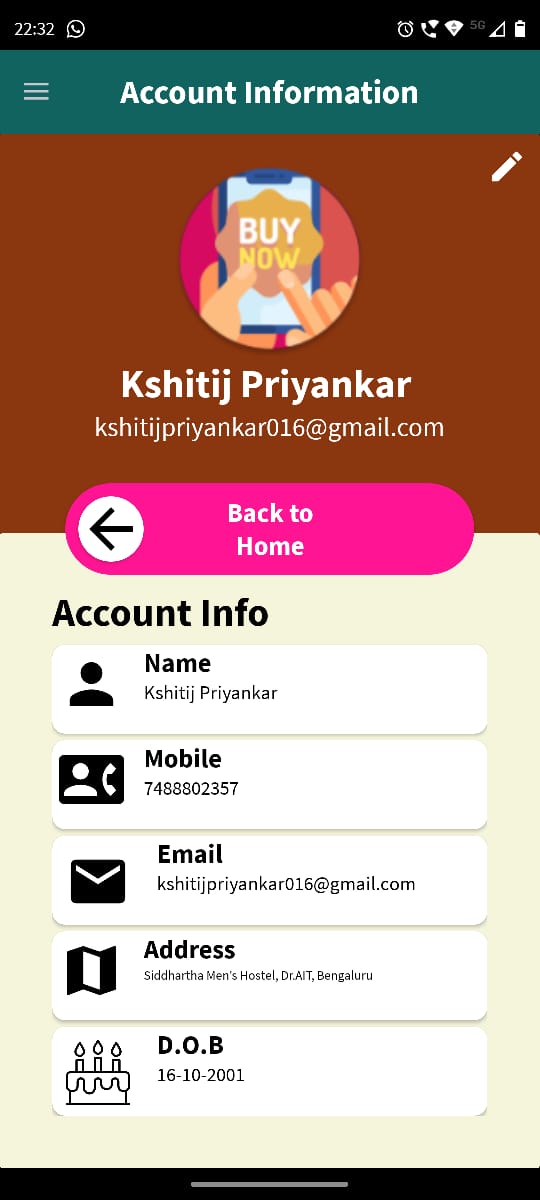 22:32
5G
Account Information
BUY
NOW
Kshitij Priyankar
kshitijpriyankar016@gmail.com
Back to
Home
Account Info
Name
Kshitij Priyankar
Mobile
7488802357
Email
kshitijpriyankar016@gmail.com
Address
Siddhartha Men's Hostel, Dr.AIT, Bengaluru
D.O.B
16-10-2001